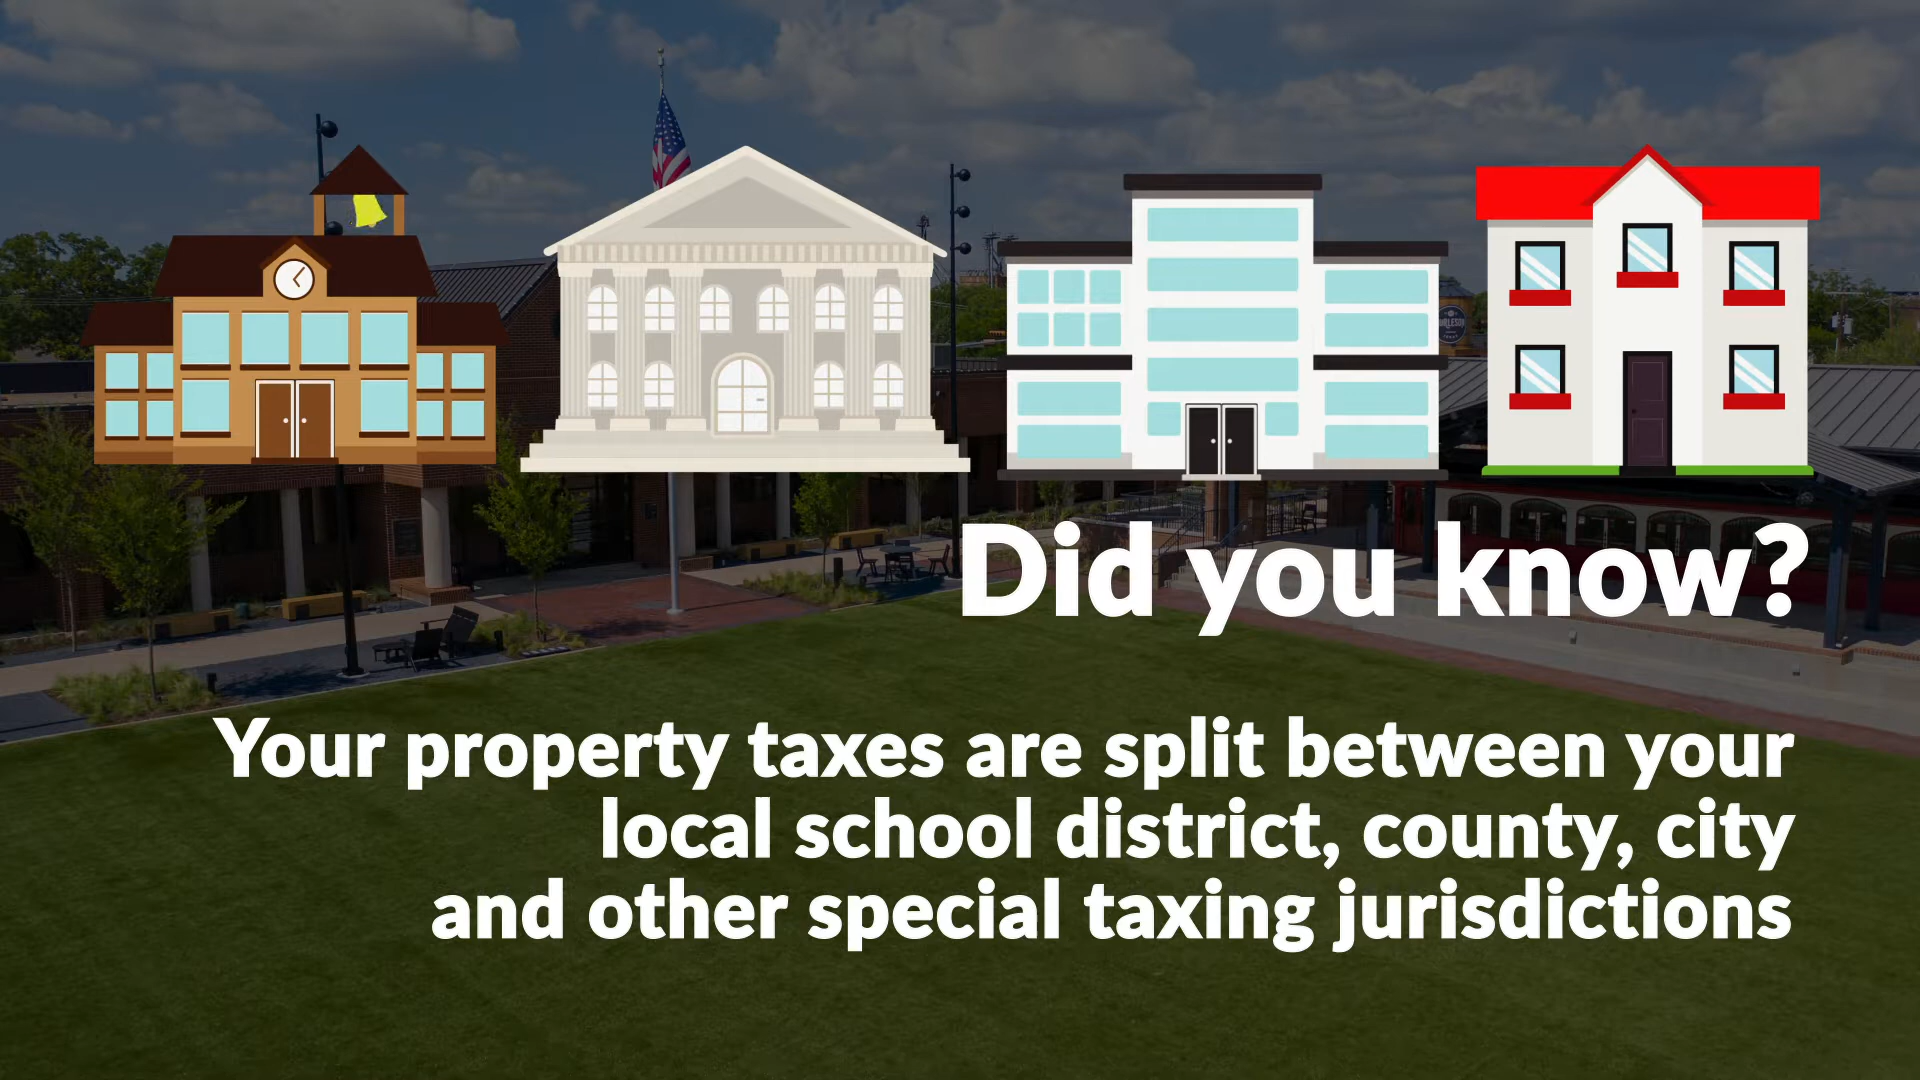 Did you know?
Your property taxes are split between your
local school district, county, city
and other special taxing jurisdictions